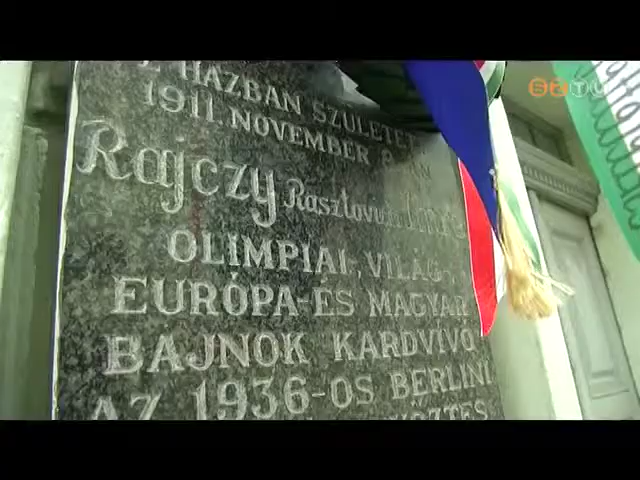 HÁZBAN SZÜLETETT
1911. NOVEMBER
Rajczy Rasztovich Imre
OLIMPIAI-, VILÁG-,
EURÓPA- ÉS MAGYAR
BAJNOK KARDVÍVÓ
AZ 1936-OS BERLINI